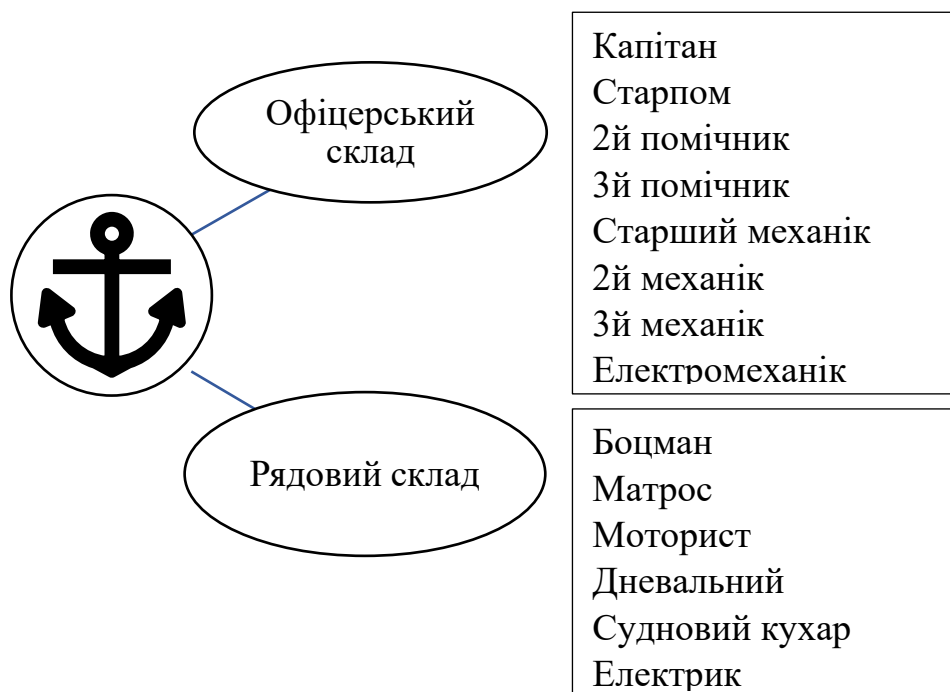 Офіцерський
склад
Капітан
Старпом
2й помічник
3й помічник
Старший механік
2й механік
3й механік
Електромеханік
Рядовий склад
Боцман
Матрос
Моторист
Дневальний
Судновий кухар
Електрик